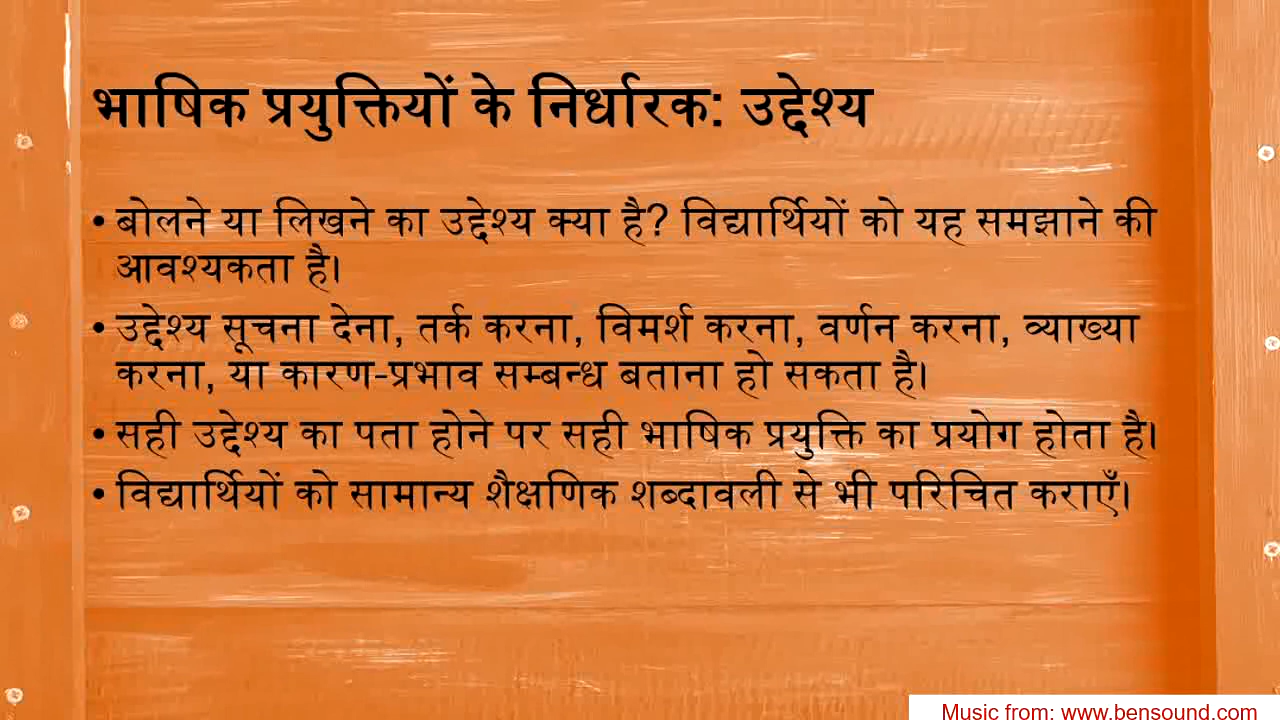 भाषिक प्रयुक्तियों के निर्धारक: उद्देश्य
• बोलने या लिखने का उद्देश्य क्या है? विद्यार्थियों को यह समझाने की
आवश्यकता है।
• उद्देश्य सूचना देना, तर्क करना, विमर्श करना, वर्णन करना, व्याख्या
करना, या कारण-प्रभाव सम्बन्ध बताना हो सकता है।
• सही उद्देश्य का पता होने पर सही भाषिक प्रयुक्ति का प्रयोग होता है।
• विद्यार्थियों को सामान्य शैक्षणिक शब्दावली से भी परिचित कराएँ।
Music from: www.bensound.com